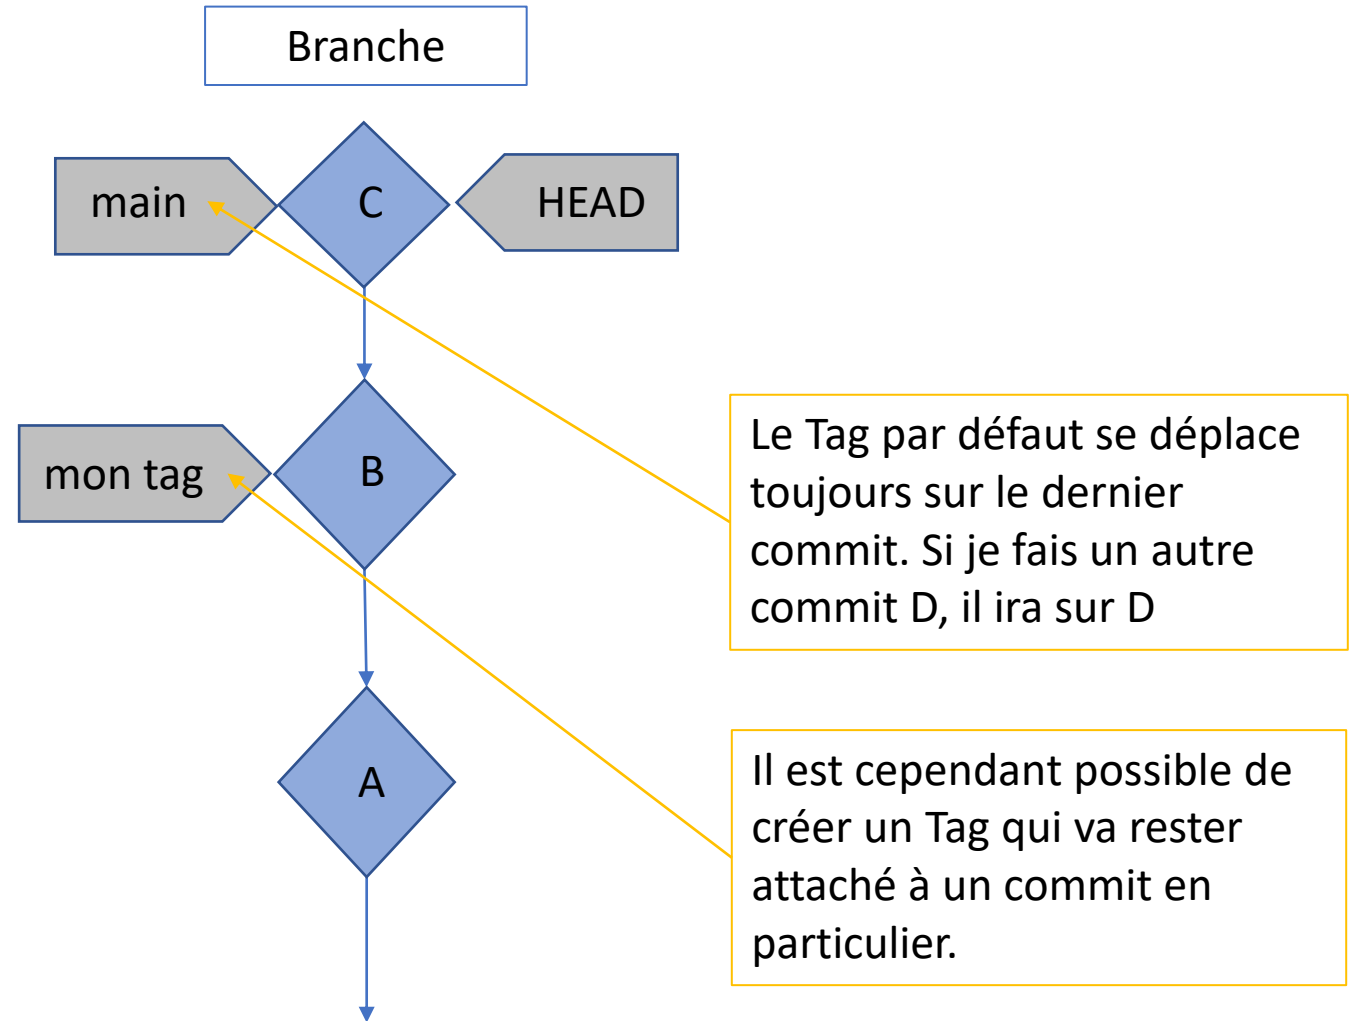 Branche
main
C
HEAD
mon tag
B
Le Tag par défaut se déplace
toujours sur le dernier
commit. Si je fais un autre
commit D, il ira sur D
A
Il est cependant possible de
créer un Tag qui va rester
attaché à un commit en
particulier.